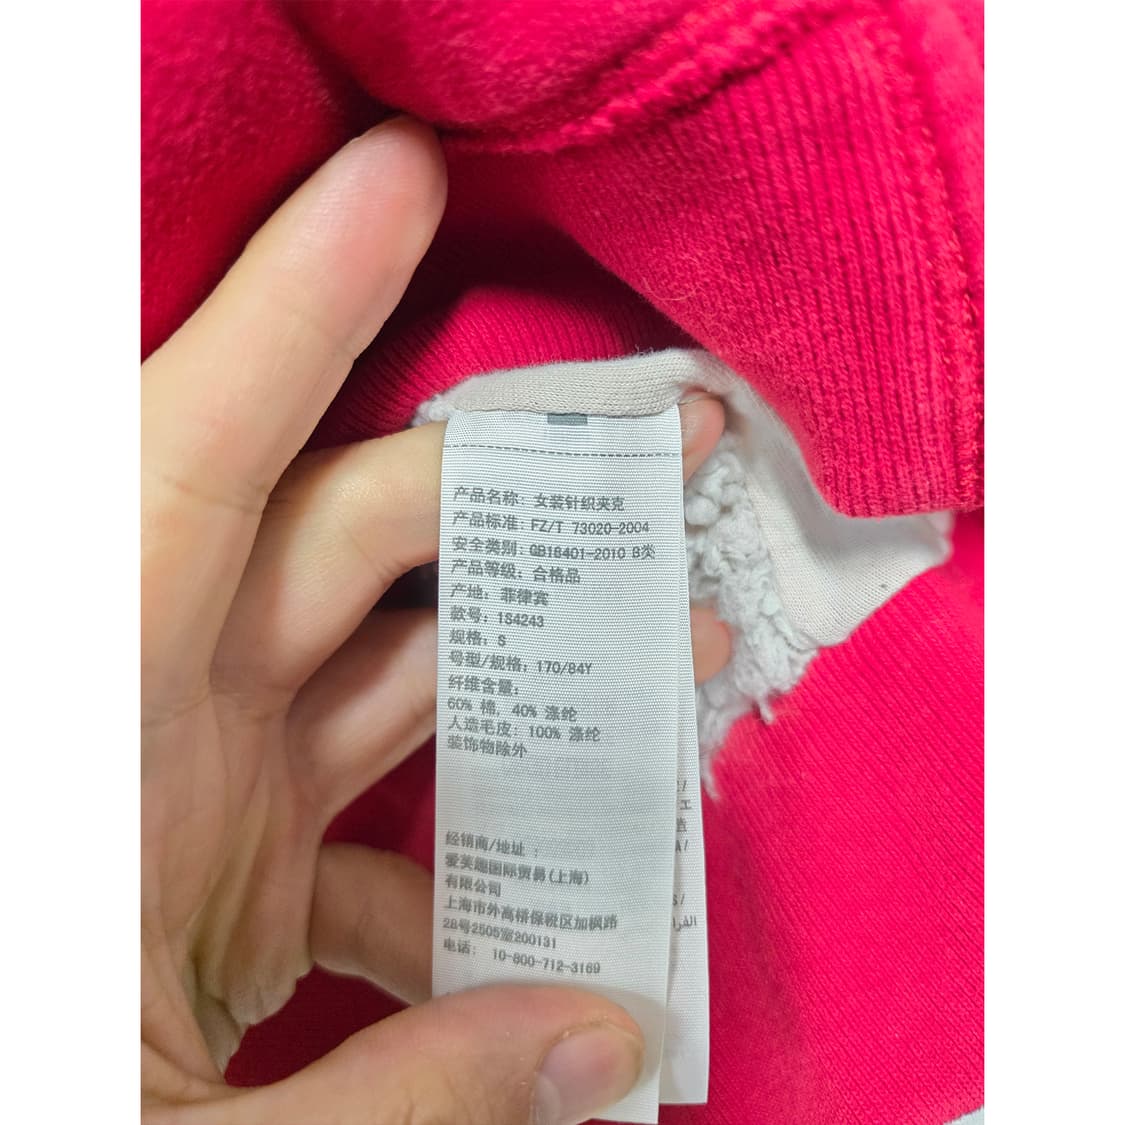 产品名称：女装针织夹克
产品标准：FZ/T 73020-2004
安全类别：GB18401-2010 B类
产品等级：合格品
产地：菲律宾
款号：1S4243
规格：S
号型/规格：170/84Y
纤维含量：
60% 棉，40% 涤纶
人造毛皮：100% 涤纶
装饰物除外
经销商/地址 ：
爱芙趣国际贸易(上海)
有限公司
上海市外高桥保税区加枫路
28号2505室200131
电话： 10-800-712-3169